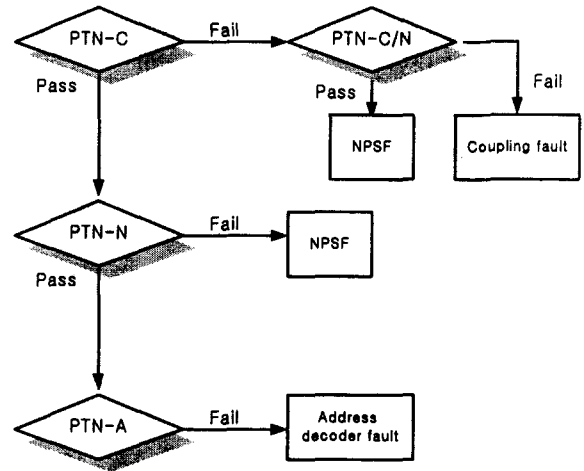 PTN-C
Fail
PTN-C/N
Pass
Pass
Fail
NPSF
Coupling fault
PTN-N
Fail
NPSF
Pass
PTN-A
Fail
Address
decoder fault